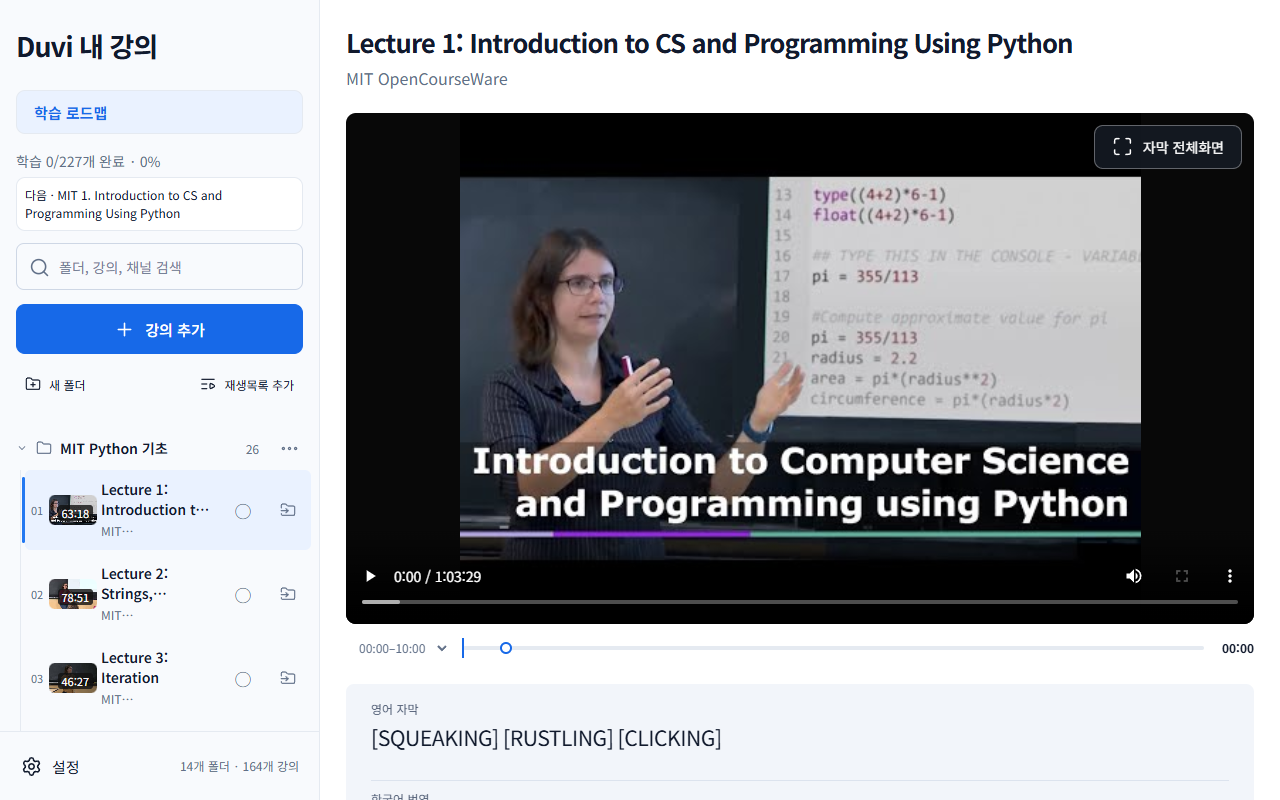 Duvi 내 강의
학습 로드맵
학습 0/227개 완료 · 0%
다음 · MIT 1. Introduction to CS and
Programming Using Python
폴더, 강의, 채널 검색
강의 추가
새 폴더
재생목록 추가
MIT Python 기초
26
01
63:18
Lecture 1:
Introduction t···
MIT···
02
78:51
Lecture 2:
Strings,···
MIT···
03
46:27
Lecture 3:
Iteration
MIT···
설정
14개 폴더 · 164개 강의
Lecture 1: Introduction to CS and Programming Using Python
MIT OpenCourseWare
자막 전체화면
13 type((4+2)*6-1)
14 float((4+2)*6-1)
15
16 ## TYPE THIS IN THE CONSOLE - VARIAB
17 pi = 355/113
18
19 #Compute approximate value for pi
20 pi = 355/113
21 radius = 2.2
area = pi*(radius**2)
circumference = pi*(radius*2)
Introduction to Computer Science
and Programming using Python
0:00 / 1:03:29
00:00–10:00
00:00
영어 자막
[SQUEAKING] [RUSTLING] [CLICKING]
한국어 번역